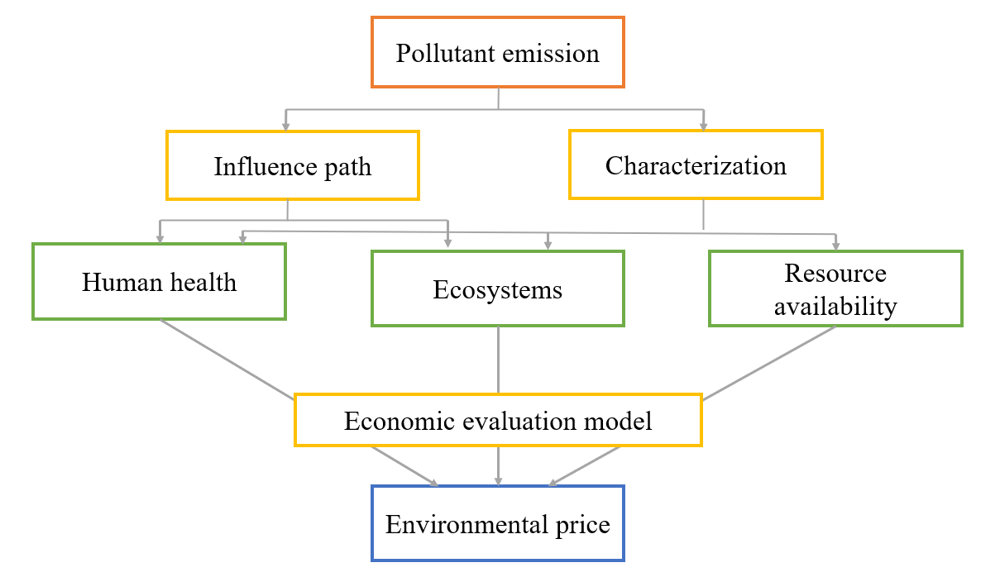 Pollutant emission
Influence path
Characterization
Human health
Ecosystems
Resource
availability
Economic evaluation model
Environmental price